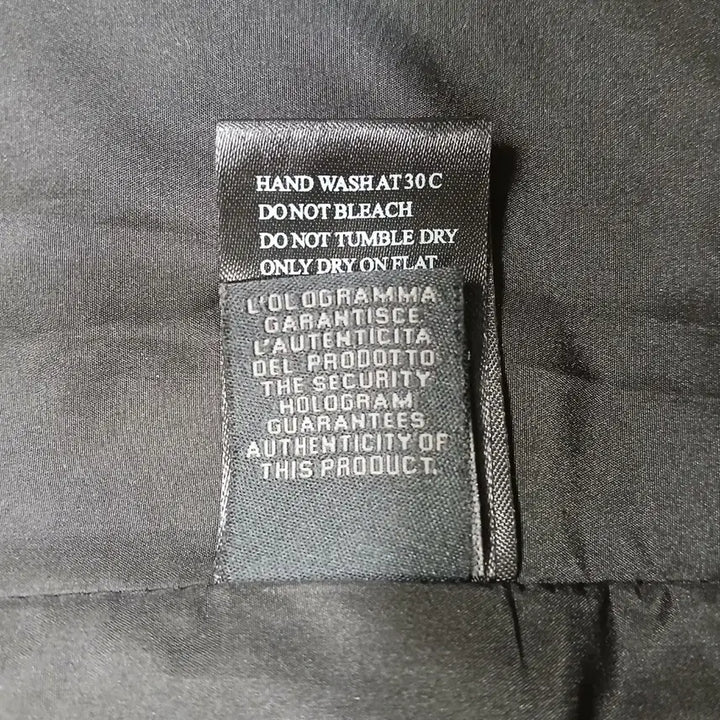 HAND WASH AT 30 C
DO NOT BLEACH
DO NOT TUMBLE DRY
ONLY DRY ON FLAT
L'OLOGRAMMA
GARANTISCE
L'AUTENTICITA
DEL PRODOTTO
THE SECURITY
HOLOGRAM
GUARANTEES
AUTHENTICITY OF
THIS PRODUCT.